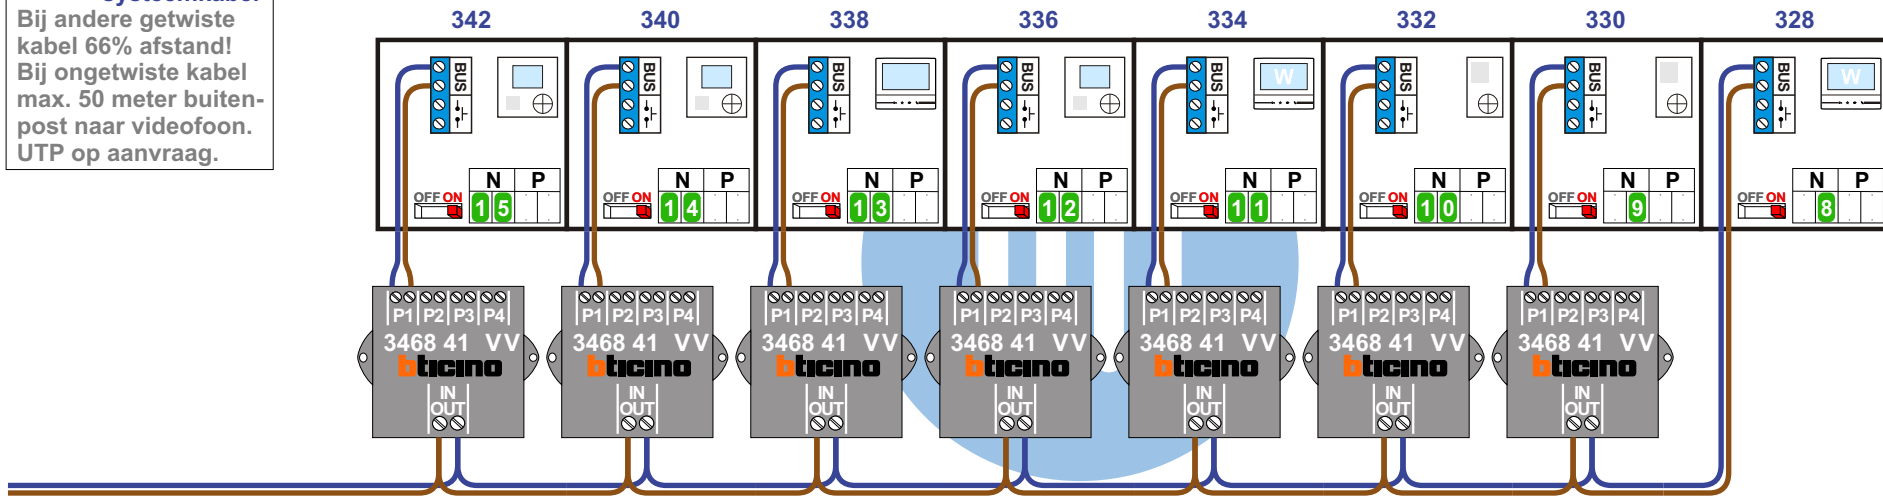 systeemkabel
Bij andere getwiste
kabel 66% afstand!
Bij ongetwiste kabel
max. 50 meter buiten-
post naar videofoon.
UTP op aanvraag.
342 340 338 336 334 332 330 328
BUS BUS BUS BUS BUS BUS BUS BUS
W W
N P N P N P N P N P N P N P N P
OFF ON OFF ON OFF ON OFF ON OFF ON OFF ON OFF ON OFF ON
15 14 13 12 11 10 9 8
P1 P2 P3 P4 P1 P2 P3 P4 P1 P2 P3 P4 P1 P2 P3 P4 P1 P2 P3 P4 P1 P2 P3 P4 P1 P2 P3 P4
3468 41 VV 3468 41 VV 3468 41 VV 3468 41 VV 3468 41 VV 3468 41 VV 3468 41 VV
bticino bticino bticino bticino bticino bticino bticino
IN IN IN IN IN IN IN
OUT OUT OUT OUT OUT OUT OUT